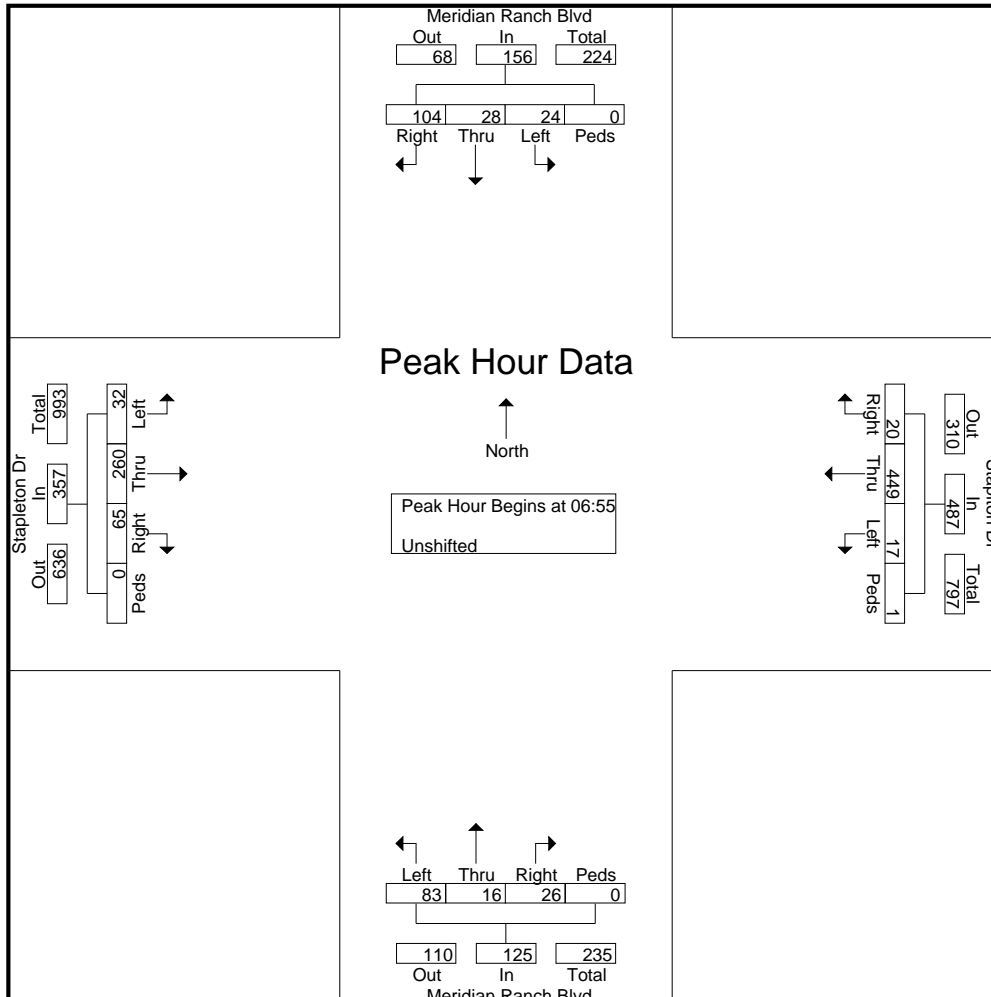 Meridian Ranch Blvd
Out In Total
68 156 224
104 28 24 0
Right Thru Left Peds
Peak Hour Data
North
Peak Hour Begins at 06:55
Unshifted
Stapleton Dr
Total In Out
993 357 636
32 260 65 0
Left Thru Right Peds
Right Thru Left Peds
20 449 17 1
Out In Total
310 487 797
Left Thru Right Peds
83 16 26 0
110 125 235
Out In Total
Meridian Ranch Blvd